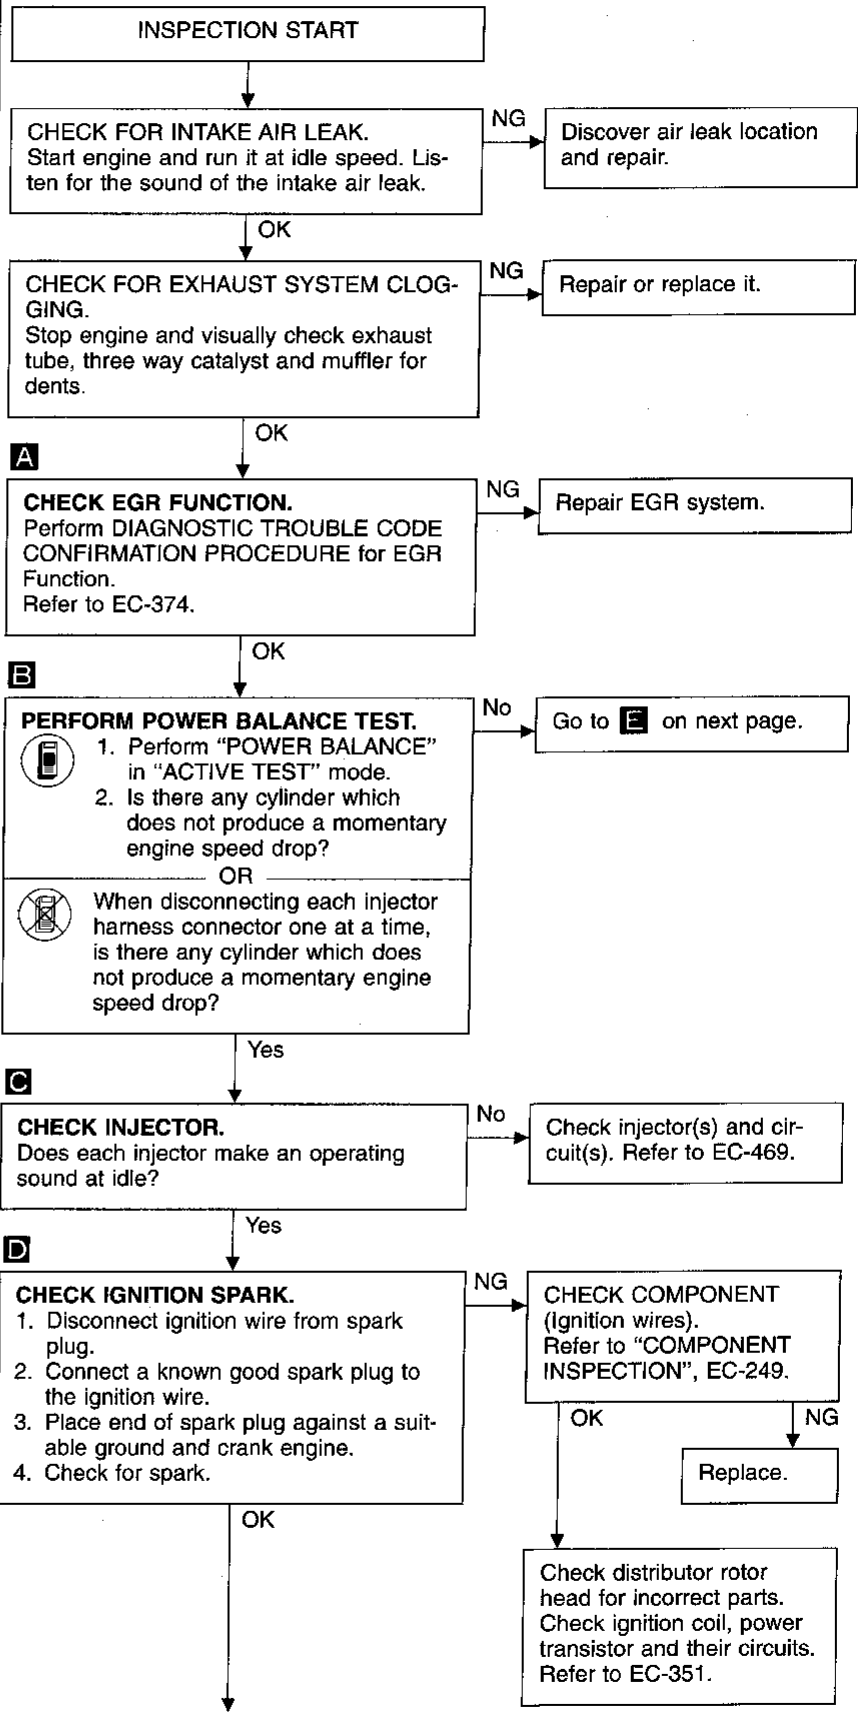 INSPECTION START
CHECK FOR INTAKE AIR LEAK.
Start engine and run it at idle speed. Lis-
ten for the sound of the intake air leak.
NG
Discover air leak location
and repair.
OK
CHECK FOR EXHAUST SYSTEM CLOG-
GING.
Stop engine and visually check exhaust
tube, three way catalyst and muffler for
dents.
NG
Repair or replace it.
OK
A
CHECK EGR FUNCTION.
Perform DIAGNOSTIC TROUBLE CODE
CONFIRMATION PROCEDURE for EGR
Function.
Refer to EC-374.
NG
Repair EGR system.
OK
B
PERFORM POWER BALANCE TEST.
1. Perform “POWER BALANCE”
in “ACTIVE TEST” mode.
2. Is there any cylinder which
does not produce a momentary
engine speed drop?
OR
When disconnecting each injector
harness connector one at a time,
is there any cylinder which does
not produce a momentary engine
speed drop?
No
Go to E on next page.
Yes
C
CHECK INJECTOR.
Does each injector make an operating
sound at idle?
No
Check injector(s) and cir-
cuit(s). Refer to EC-469.
Yes
D
CHECK IGNITION SPARK.
1. Disconnect ignition wire from spark
plug.
2. Connect a known good spark plug to
the ignition wire.
3. Place end of spark plug against a suit-
able ground and crank engine.
4. Check for spark.
NG
CHECK COMPONENT
(Ignition wires).
Refer to “COMPONENT
INSPECTION”, EC-249.
OK
NG
Replace.
OK
Check distributor rotor
head for incorrect parts.
Check ignition coil, power
transistor and their circuits.
Refer to EC-351.